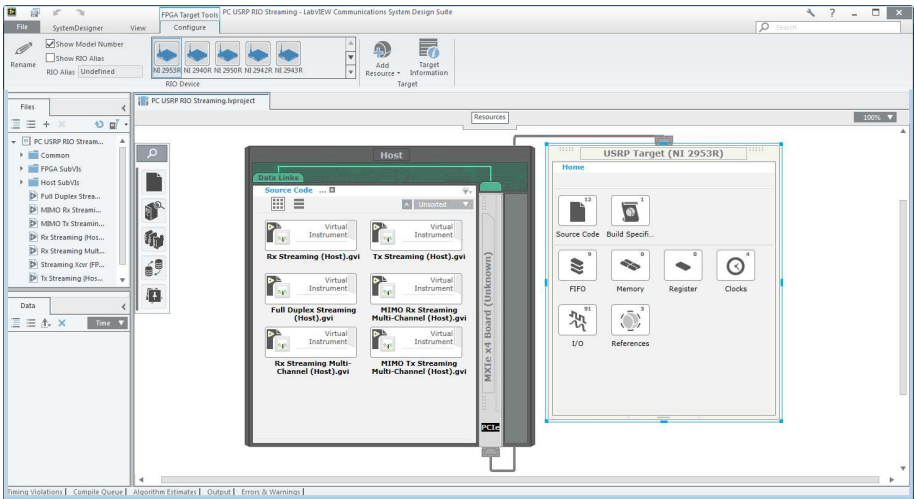 FPGA Target Tools PC USRP RIO Streaming - LabVIEW Communications System Design Suite
File SystemDesigner View Configure
Search
Rename
Show Model Number
Show RIO Alias
RIO Alias Undefined
NI 2953R NI 2940R NI 2950R NI 2942R NI 2943R
RIO Device
Add Resource
Target Information
Target
Files
PC USRP RIO Streaming.lvproject
Resources
100%
PC USRP RIO Stream...
Common
FPGA SubVIs
Host SubVIs
Full Duplex Strea...
MIMO Rx Streami...
MIMO Tx Streamin...
Rx Streaming (Hos...
Rx Streaming Mult...
Streaming Xcvr (FP...
Tx Streaming (Hos...
Data
Time
Host
Data Links
Source Code ...
Unsorted
Virtual Instrument
Rx Streaming (Host).gvi
Virtual Instrument
Tx Streaming (Host).gvi
Virtual Instrument
Full Duplex Streaming (Host).gvi
Virtual Instrument
MIMO Rx Streaming Multi-Channel (Host).gvi
Virtual Instrument
Rx Streaming Multi-Channel (Host).gvi
Virtual Instrument
MIMO Tx Streaming Multi-Channel (Host).gvi
MXIe x4 Board (Unknown)
PCIe
USRP Target (NI 2953R)
Home
12
Source Code
1
Build Specifi...
9
FIFO
0
Memory
0
Register
4
Clocks
91
I/O
3
References
Timing Violations Compile Queue Algorithm Estimates Output Errors & Warnings